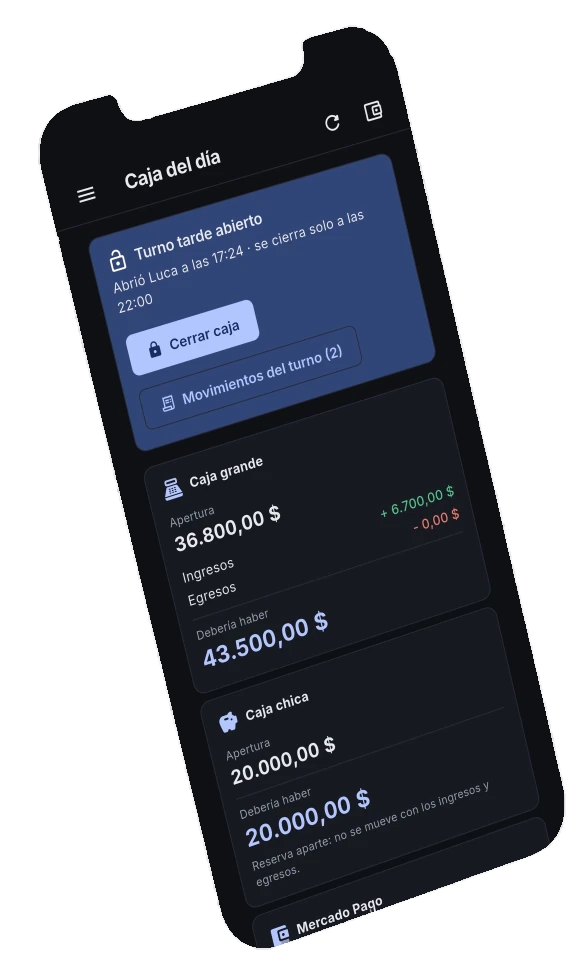 Caja del día
Turno tarde abierto
Abrió Luca a las 17:24 · se cierra solo a las
22:00
Cerrar caja
Movimientos del turno (2)
Caja grande
Apertura
36.800,00 $
Ingresos + 6.700,00 $
Egresos - 0,00 $
Debería haber
43.500,00 $
Caja chica
Apertura
20.000,00 $
Debería haber
20.000,00 $
Reserva aparte: no se mueve con los ingresos y
egresos.
Mercado Pago